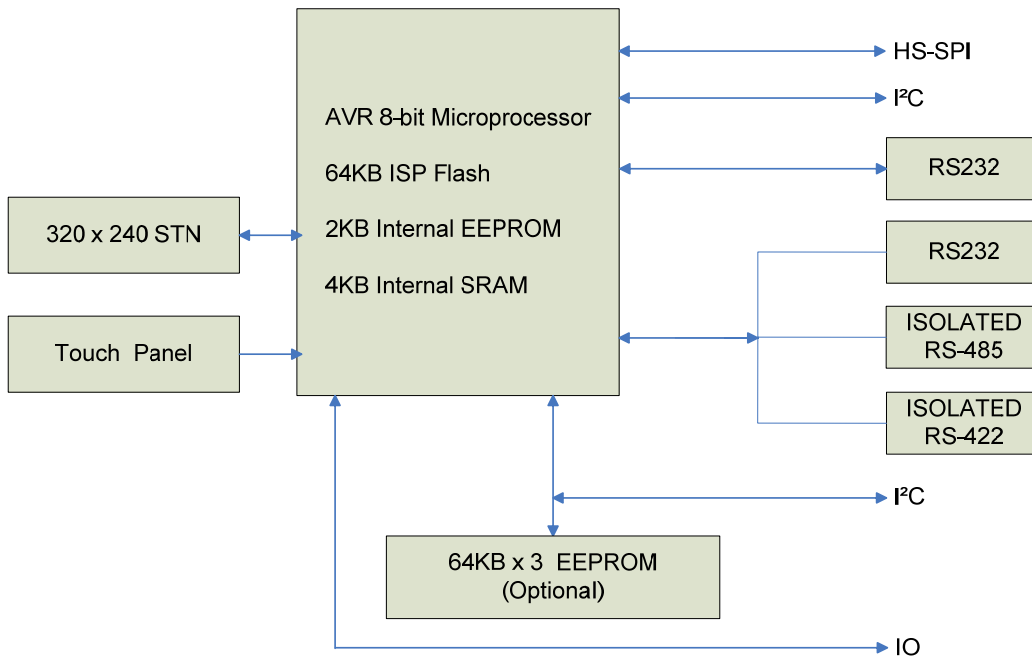 AVR 8-bit Microprocessor
64KB ISP Flash
2KB Internal EEPROM
4KB Internal SRAM
320 x 240 STN
Touch Panel
HS-SPI
I²C
RS232
RS232
ISOLATED
RS-485
ISOLATED
RS-422
I²C
64KB x 3 EEPROM
(Optional)
IO